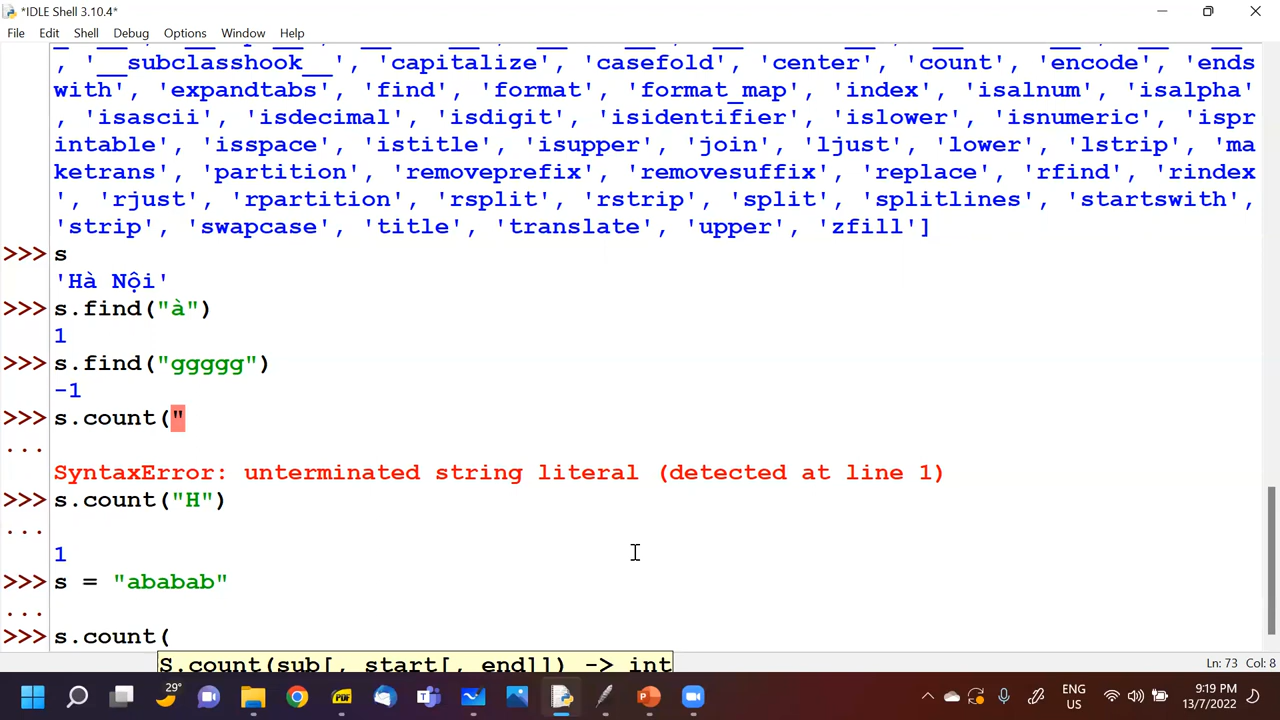 *IDLE Shell 3.10.4*
File Edit Shell Debug Options Window Help
, '__subclasshook__', 'capitalize', 'casefold', 'center', 'count', 'encode', 'ends
with', 'expandtabs', 'find', 'format', 'format_map', 'index', 'isalnum', 'isalpha'
, 'isascii', 'isdecimal', 'isdigit', 'isidentifier', 'islower', 'isnumeric', 'ispr
intable', 'isspace', 'istitle', 'isupper', 'join', 'ljust', 'lower', 'lstrip', 'ma
ketrans', 'partition', 'removeprefix', 'removesuffix', 'replace', 'rfind', 'rindex
', 'rjust', 'rpartition', 'rsplit', 'rstrip', 'split', 'splitlines', 'startswith',
'strip', 'swapcase', 'title', 'translate', 'upper', 'zfill']
>>> s
'Hà Nội'
>>> s.find("à")
1
>>> s.find("ggggg")
-1
>>> s.count("
...
SyntaxError: unterminated string literal (detected at line 1)
>>> s.count("H")
...
1
>>> s = "ababab"
...
>>> s.count(
S.count(sub[, start[, end]]) -> int
Ln: 73 Col: 8
29°
ENG
US
9:19 PM
13/7/2022